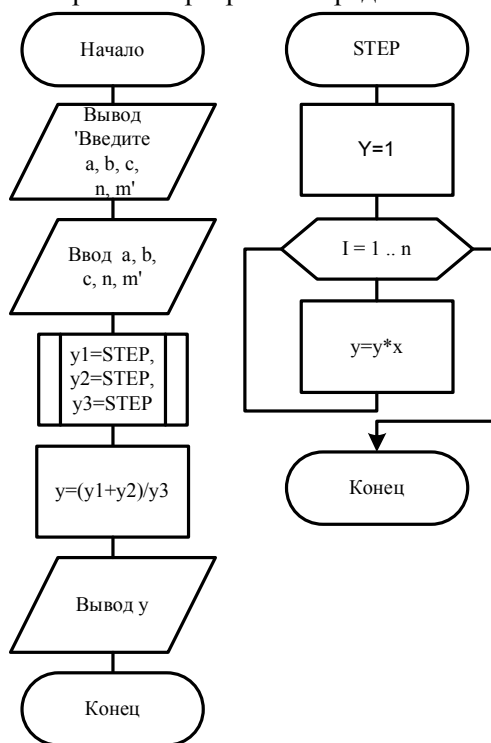 Начало
Вывод
'Введите
a, b, c,
n, m'
Ввод a, b,
c, n, m'
y1=STEP,
y2=STEP,
y3=STEP
y=(y1+y2)/y3
Вывод y
Конец
STEP
Y=1
I = 1 .. n
y=y*x
Конец